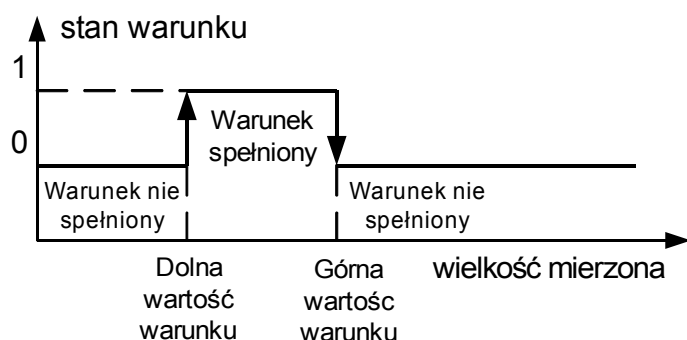 stan warunku
1
0
Warunek
spełniony
Warunek nie
spełniony
Warunek nie
spełniony
Dolna
wartość
warunku
Górna
wartośc
warunku
wielkość mierzona